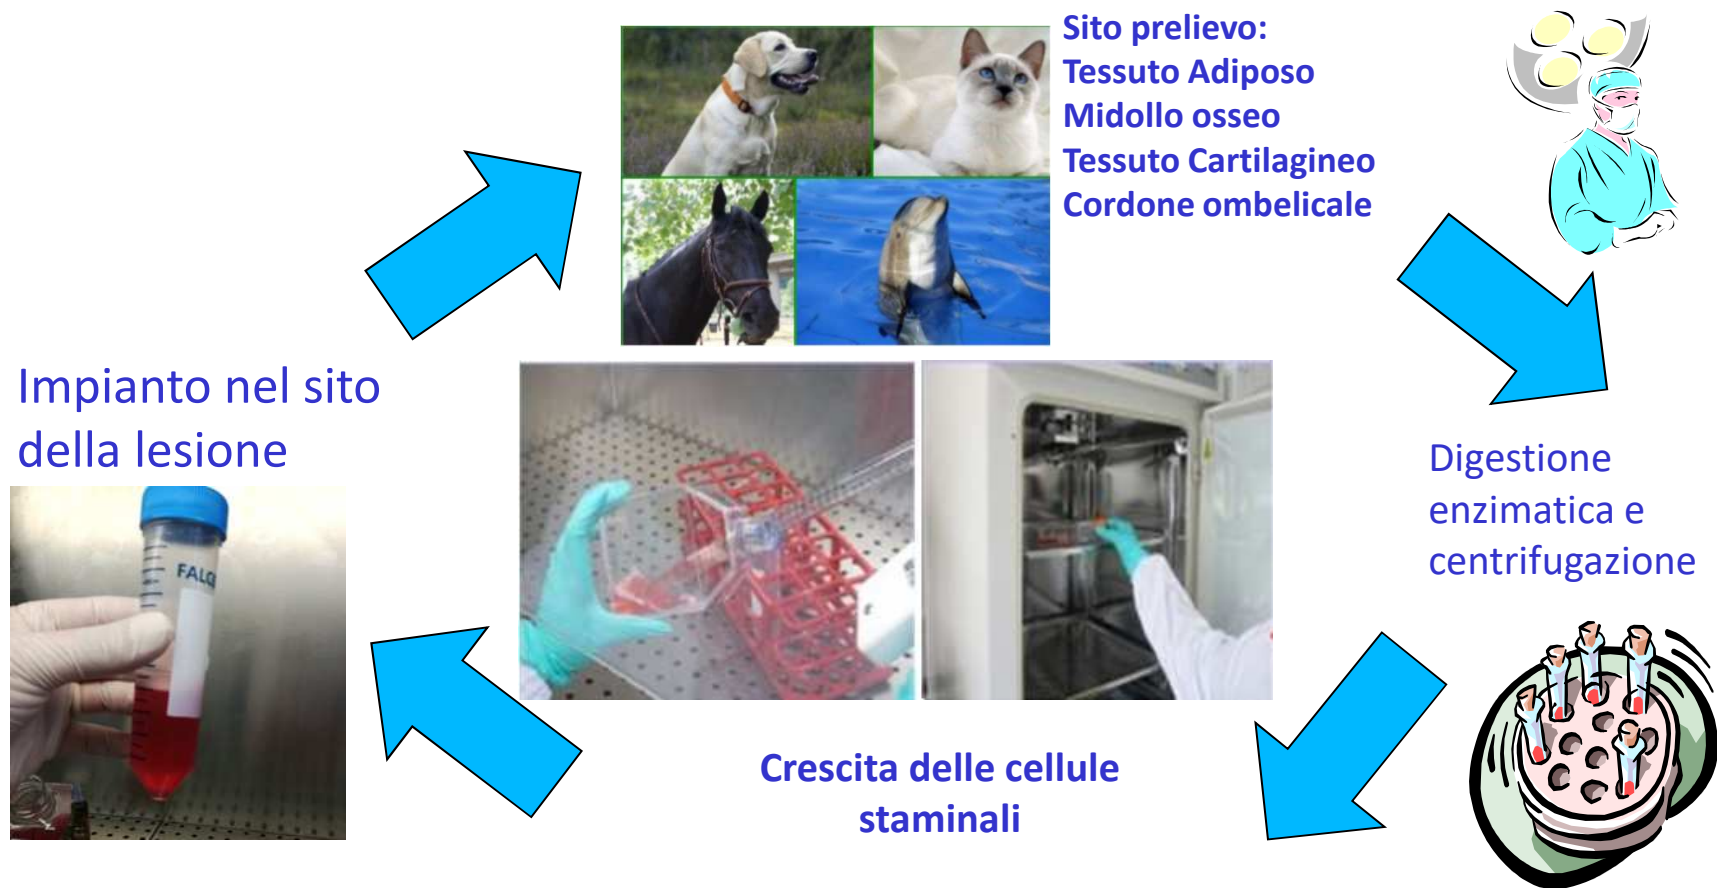 Sito prelievo:
Tessuto Adiposo
Midollo osseo
Tessuto Cartilagineo
Cordone ombelicale
Impianto nel sito
della lesione
Digestione
enzimatica e
centrifugazione
Crescita delle cellule
staminali